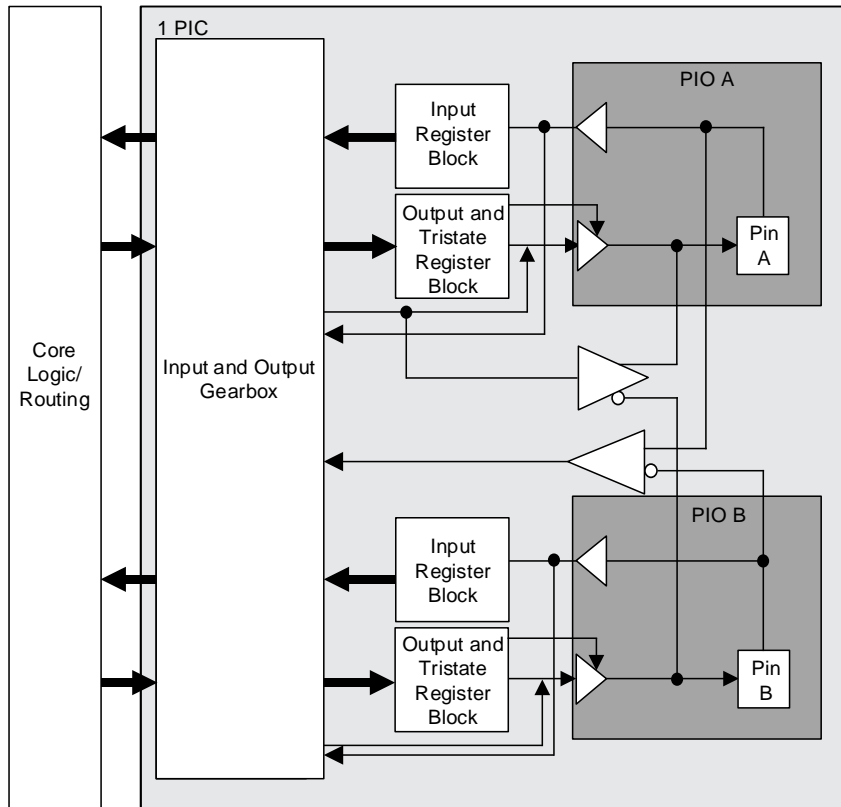 1 PIC
PIO A
Input
Register
Block
Output and
Tristate
Register
Block
Pin
A
Core
Logic/
Routing
Input and Output
Gearbox
PIO B
Input
Register
Block
Output and
Tristate
Register
Block
Pin
B